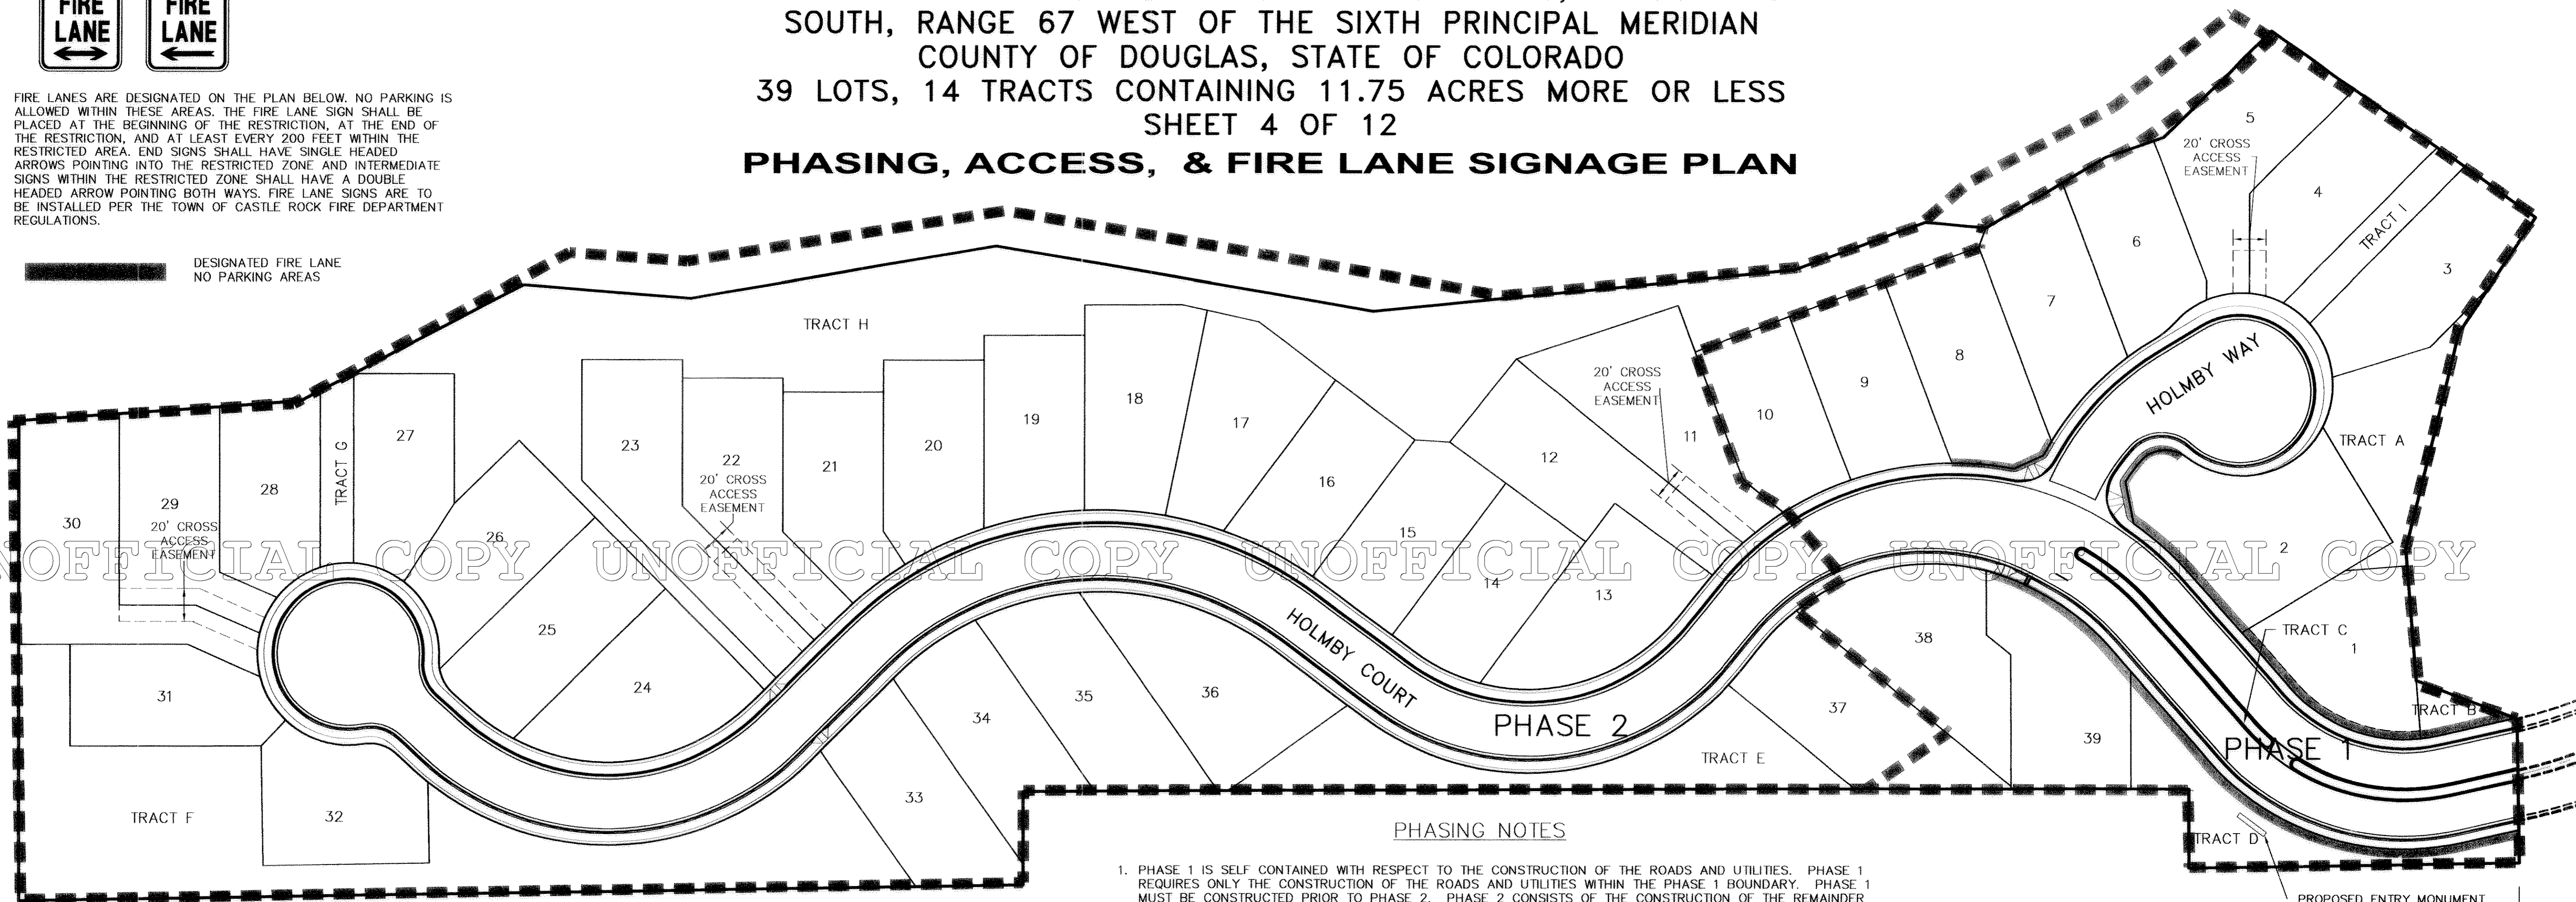 FIRE LANE
FIRE LANE
SOUTH, RANGE 67 WEST OF THE SIXTH PRINCIPAL MERIDIAN
COUNTY OF DOUGLAS, STATE OF COLORADO
39 LOTS, 14 TRACTS CONTAINING 11.75 ACRES MORE OR LESS
SHEET 4 OF 12
PHASING, ACCESS, & FIRE LANE SIGNAGE PLAN
FIRE LANES ARE DESIGNATED ON THE PLAN BELOW. NO PARKING IS
ALLOWED WITHIN THESE AREAS. THE FIRE LANE SIGN SHALL BE
PLACED AT THE BEGINNING OF THE RESTRICTION, AT THE END OF
THE RESTRICTION, AND AT LEAST EVERY 200 FEET WITHIN THE
RESTRICTED AREA. END SIGNS SHALL HAVE SINGLE HEADED
ARROWS POINTING INTO THE RESTRICTED ZONE AND INTERMEDIATE
SIGNS WITHIN THE RESTRICTED ZONE SHALL HAVE A DOUBLE
HEADED ARROW POINTING BOTH WAYS. FIRE LANE SIGNS ARE TO
BE INSTALLED PER THE TOWN OF CASTLE ROCK FIRE DEPARTMENT
REGULATIONS.
DESIGNATED FIRE LANE
NO PARKING AREAS
5
20' CROSS
ACCESS
EASEMENT
4
TRACT I
3
6
7
8
9
10
HOLMBY WAY
TRACT A
TRACT H
20' CROSS
ACCESS
EASEMENT
11
12
18
17
16
15
14
13
19
20
21
22
20' CROSS
ACCESS
EASEMENT
23
27
TRACT G
28
29
20' CROSS
ACCESS
EASEMENT
30
26
25
24
31
TRACT F
32
33
34
35
36
HOLMBY COURT
PHASE 2
TRACT E
37
38
39
2
TRACT C
1
TRACT B
PHASE 1
TRACT D
UNOFFICIAL COPY UNOFFICIAL COPY UNOFFICIAL COPY UNOFFICIAL COPY
PHASING NOTES
1. PHASE 1 IS SELF CONTAINED WITH RESPECT TO THE CONSTRUCTION OF THE ROADS AND UTILITIES. PHASE 1
REQUIRES ONLY THE CONSTRUCTION OF THE ROADS AND UTILITIES WITHIN THE PHASE 1 BOUNDARY. PHASE 1
MUST BE CONSTRUCTED PRIOR TO PHASE 2. PHASE 2 CONSISTS OF THE CONSTRUCTION OF THE REMAINDER
PROPOSED ENTRY MONUMENT